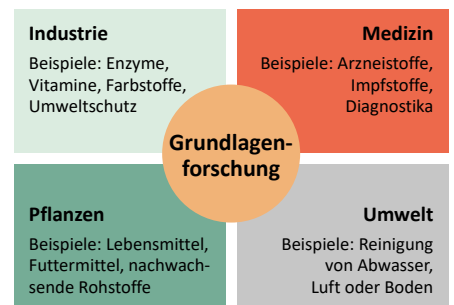 Industrie
Beispiele: Enzyme,
Vitamine, Farbstoffe,
Umweltschutz
Medizin
Beispiele: Arzneistoffe,
Impfstoffe,
Diagnostika
Grundlagen-
forschung
Pflanzen
Beispiele: Lebensmittel,
Futtermittel, nachwach-
sende Rohstoffe
Umwelt
Beispiele: Reinigung
von Abwasser,
Luft oder Boden